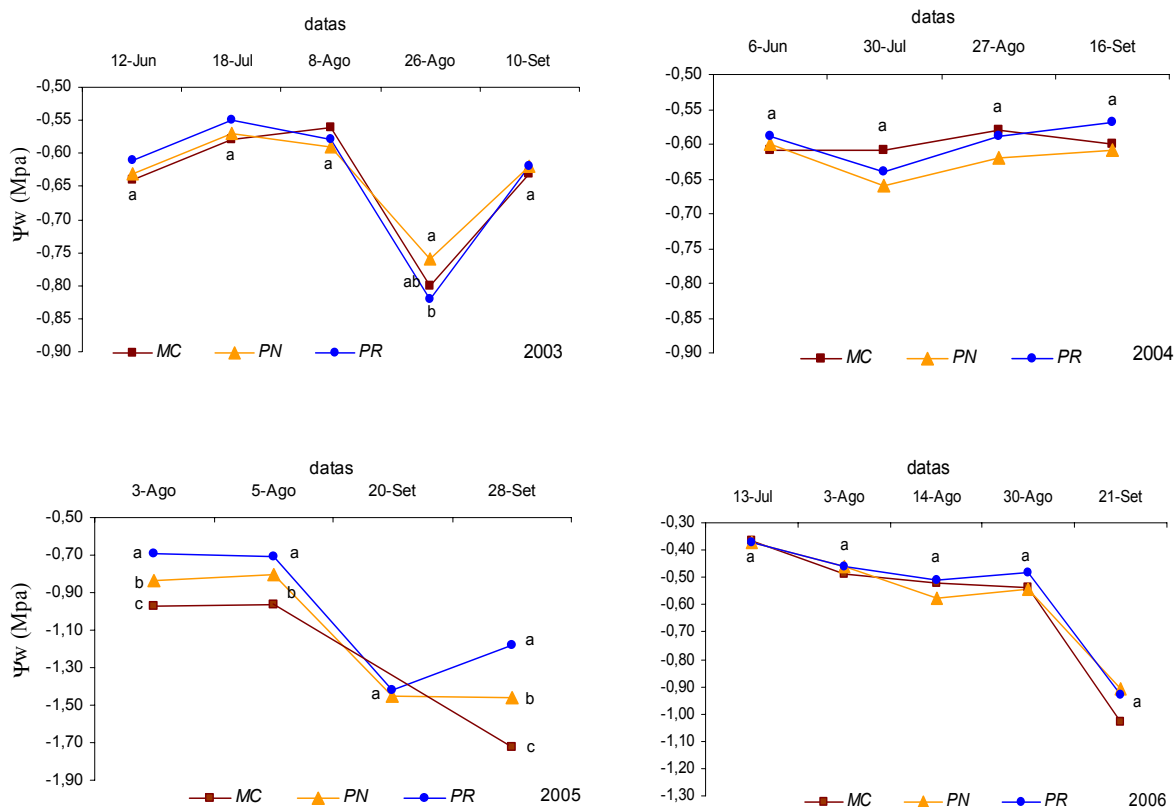 datas
12-Jun 18-Jul 8-Ago 26-Ago 10-Set
-0,50
-0,55
-0,60
-0,65
-0,70
-0,75
-0,80
-0,85
-0,90
Ψw (Mpa)
a a a a ab b a
MC PN PR 2003
datas
6-Jun 30-Jul 27-Ago 16-Set
-0,50
-0,55
-0,60
-0,65
-0,70
-0,75
-0,80
-0,85
-0,90
a a a a
MC PN PR 2004
datas
3-Ago 5-Ago 20-Set 28-Set
-0,50
-0,70
-0,90
-1,10
-1,30
-1,50
-1,70
-1,90
Ψw (Mpa)
a a
b b
c
a
a
b
c
MC PN PR 2005
datas
13-Jul 3-Ago 14-Ago 30-Ago 21-Set
-0,30
-0,40
-0,50
-0,60
-0,70
-0,80
-0,90
-1,00
-1,10
-1,20
-1,30
a a a a a
MC PN PR 2006